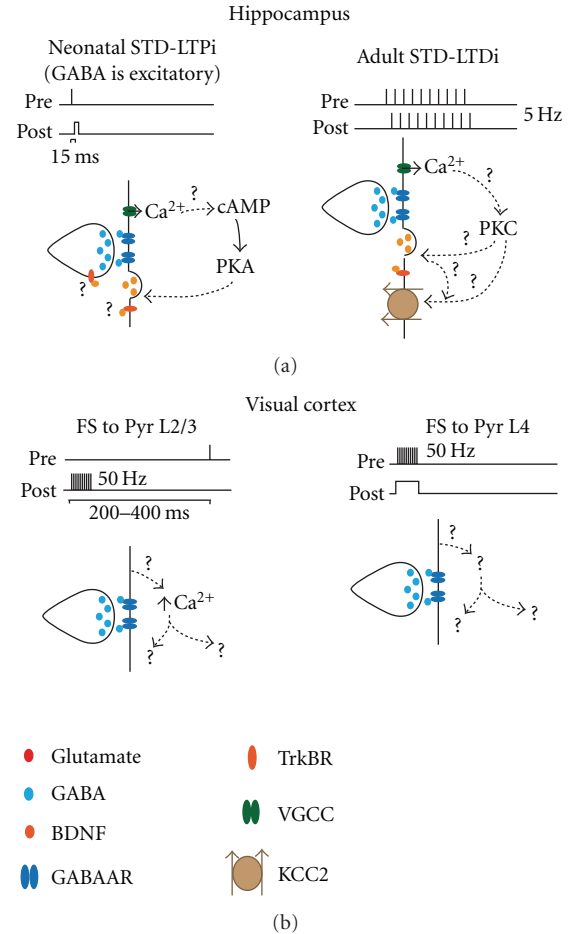 Hippocampus
Neonatal STD-LTPi
(GABA is excitatory)
Pre
Post
15 ms
Ca2+
?
cAMP
PKA
?
?
Adult STD-LTDi
Pre
Post
5 Hz
Ca2+
?
PKC
?
?
?
(a)
Visual cortex
FS to Pyr L2/3
Pre
Post
50 Hz
200–400 ms
?
Ca2+
?
?
FS to Pyr L4
Pre
50 Hz
Post
?
?
?
?
Glutamate
GABA
BDNF
GABAAR
TrkBR
VGCC
KCC2
(b)